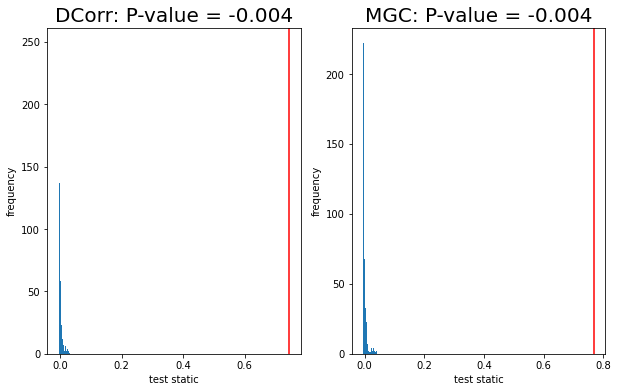 DCorr: P-value = -0.004
250
200
150
100
50
0
frequency
0.0 0.2 0.4 0.6
test static
MGC: P-value = -0.004
200
150
100
50
0
frequency
0.0 0.2 0.4 0.6 0.8
test static